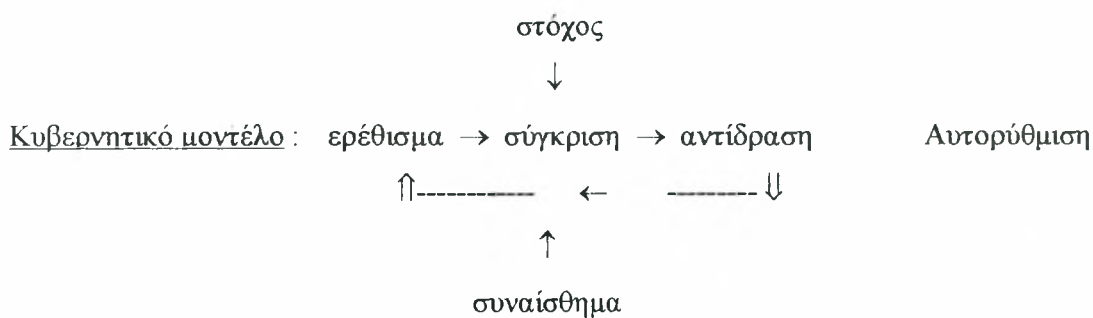 στόχος
↓
Κυβερνητικό μοντέλο : ερέθισμα → σύγκριση → αντίδραση Αυτορύθμιση
⇑---------- ← ---------- ⇓
↑
συναίσθημα